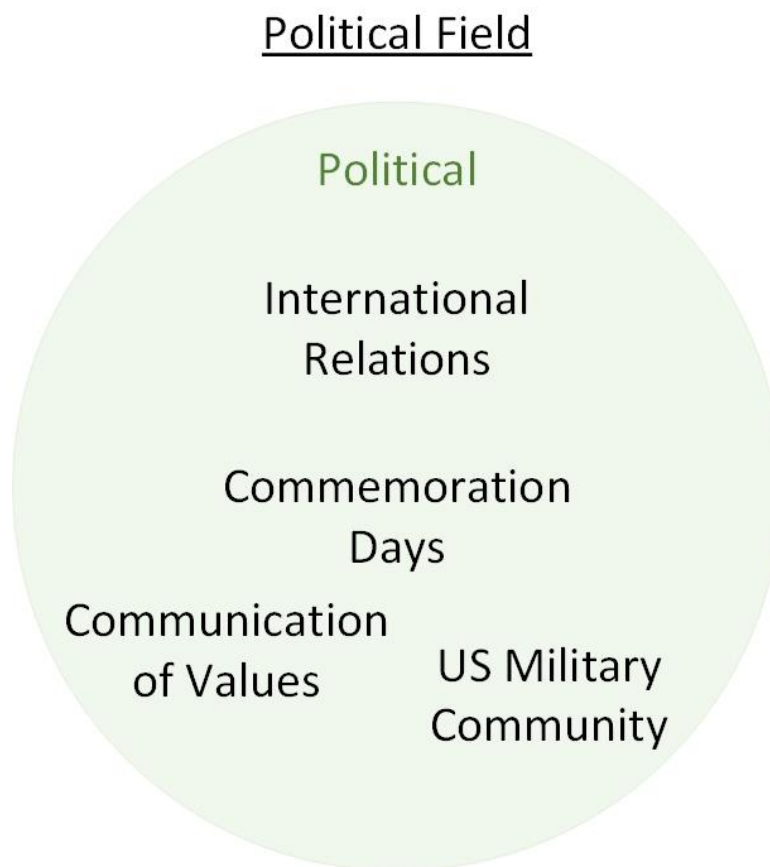 Political Field
Political
International
Relations
Commemoration
Days
Communication
of Values
US Military
Community